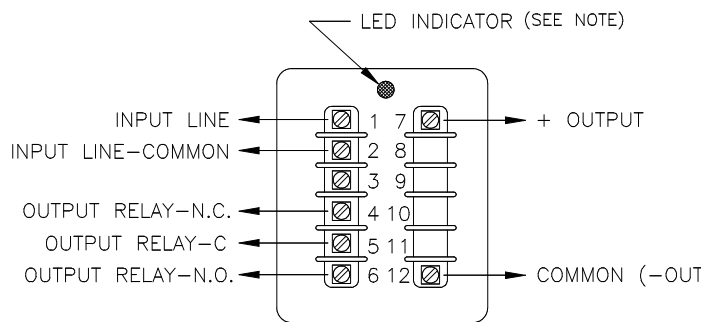 LED INDICATOR (SEE NOTE)
INPUT LINE 1 7 + OUTPUT
INPUT LINE-COMMON 2 8
3 9
OUTPUT RELAY-N.C. 4 10
OUTPUT RELAY-C 5 11
OUTPUT RELAY-N.O. 6 12 COMMON (-OUT